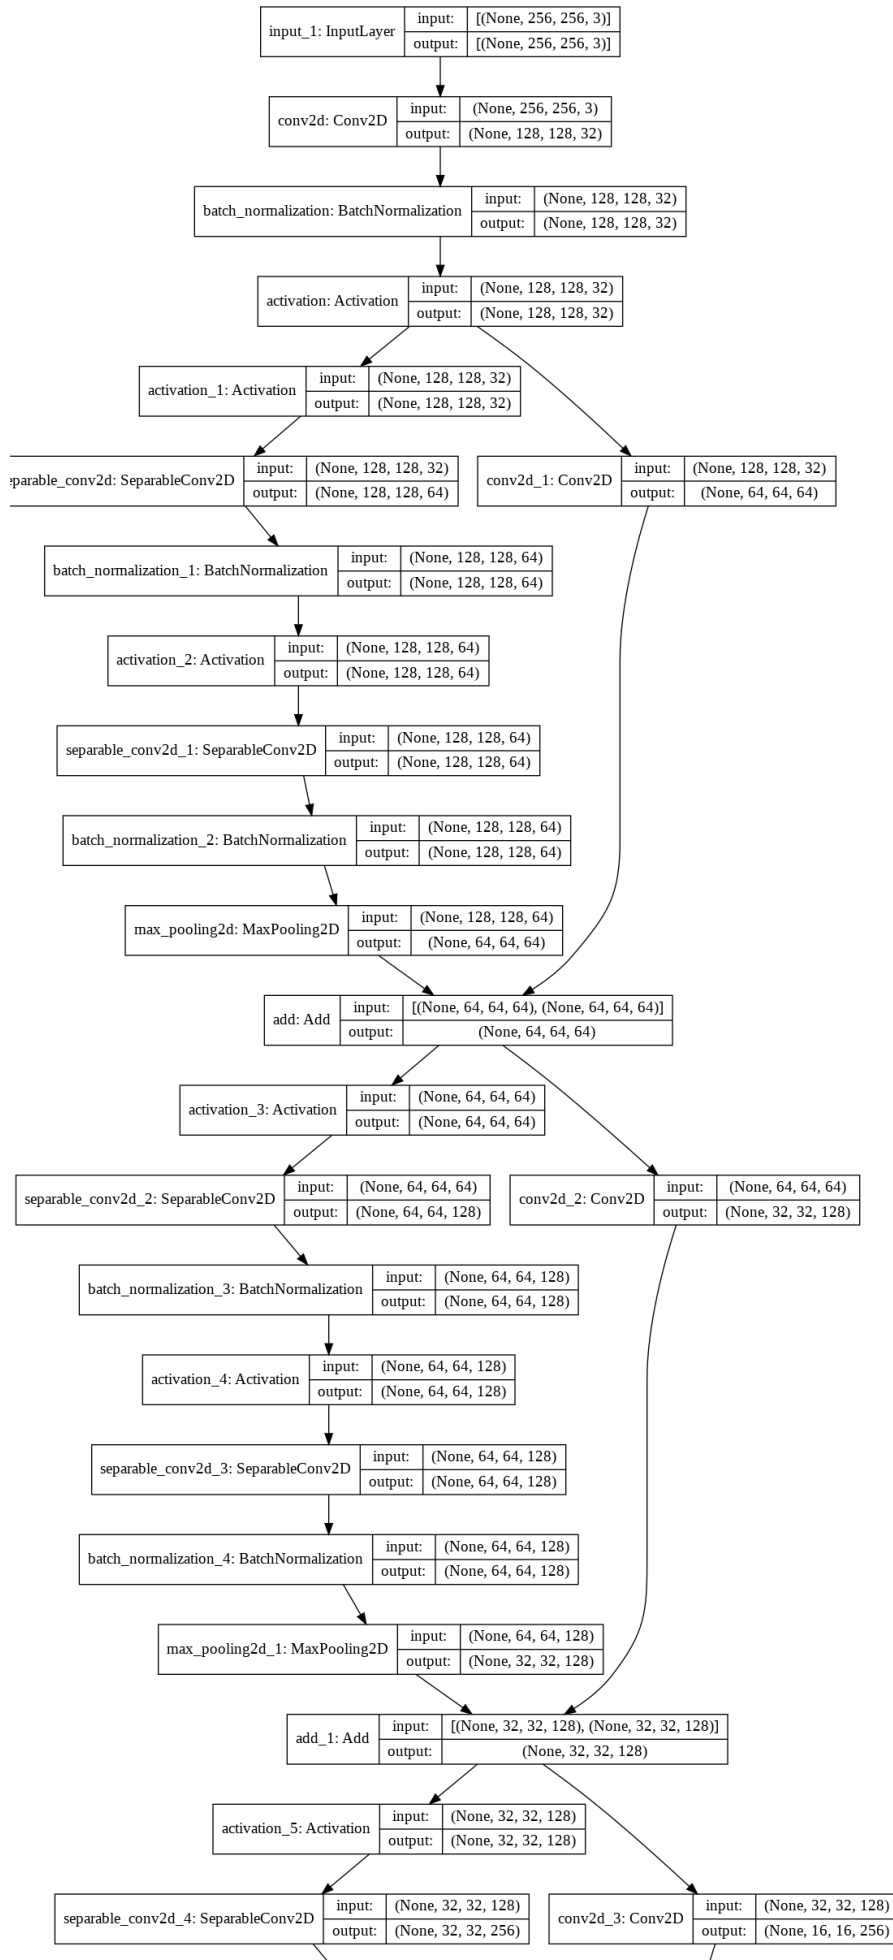 input_1: InputLayer
input: [(None, 256, 256, 3)]
output: [(None, 256, 256, 3)]
conv2d: Conv2D
input: (None, 256, 256, 3)
output: (None, 128, 128, 32)
batch_normalization: BatchNormalization
input: (None, 128, 128, 32)
output: (None, 128, 128, 32)
activation: Activation
input: (None, 128, 128, 32)
output: (None, 128, 128, 32)
activation_1: Activation
input: (None, 128, 128, 32)
output: (None, 128, 128, 32)
eparable_conv2d: SeparableConv2D
input: (None, 128, 128, 32)
output: (None, 128, 128, 64)
conv2d_1: Conv2D
input: (None, 128, 128, 32)
output: (None, 64, 64, 64)
batch_normalization_1: BatchNormalization
input: (None, 128, 128, 64)
output: (None, 128, 128, 64)
activation_2: Activation
input: (None, 128, 128, 64)
output: (None, 128, 128, 64)
separable_conv2d_1: SeparableConv2D
input: (None, 128, 128, 64)
output: (None, 128, 128, 64)
batch_normalization_2: BatchNormalization
input: (None, 128, 128, 64)
output: (None, 128, 128, 64)
max_pooling2d: MaxPooling2D
input: (None, 128, 128, 64)
output: (None, 64, 64, 64)
add: Add
input: [(None, 64, 64, 64), (None, 64, 64, 64)]
output: (None, 64, 64, 64)
activation_3: Activation
input: (None, 64, 64, 64)
output: (None, 64, 64, 64)
separable_conv2d_2: SeparableConv2D
input: (None, 64, 64, 64)
output: (None, 64, 64, 128)
conv2d_2: Conv2D
input: (None, 64, 64, 64)
output: (None, 32, 32, 128)
batch_normalization_3: BatchNormalization
input: (None, 64, 64, 128)
output: (None, 64, 64, 128)
activation_4: Activation
input: (None, 64, 64, 128)
output: (None, 64, 64, 128)
separable_conv2d_3: SeparableConv2D
input: (None, 64, 64, 128)
output: (None, 64, 64, 128)
batch_normalization_4: BatchNormalization
input: (None, 64, 64, 128)
output: (None, 64, 64, 128)
max_pooling2d_1: MaxPooling2D
input: (None, 64, 64, 128)
output: (None, 32, 32, 128)
add_1: Add
input: [(None, 32, 32, 128), (None, 32, 32, 128)]
output: (None, 32, 32, 128)
activation_5: Activation
input: (None, 32, 32, 128)
output: (None, 32, 32, 128)
separable_conv2d_4: SeparableConv2D
input: (None, 32, 32, 128)
output: (None, 32, 32, 256)
conv2d_3: Conv2D
input: (None, 32, 32, 128)
output: (None, 16, 16, 256)